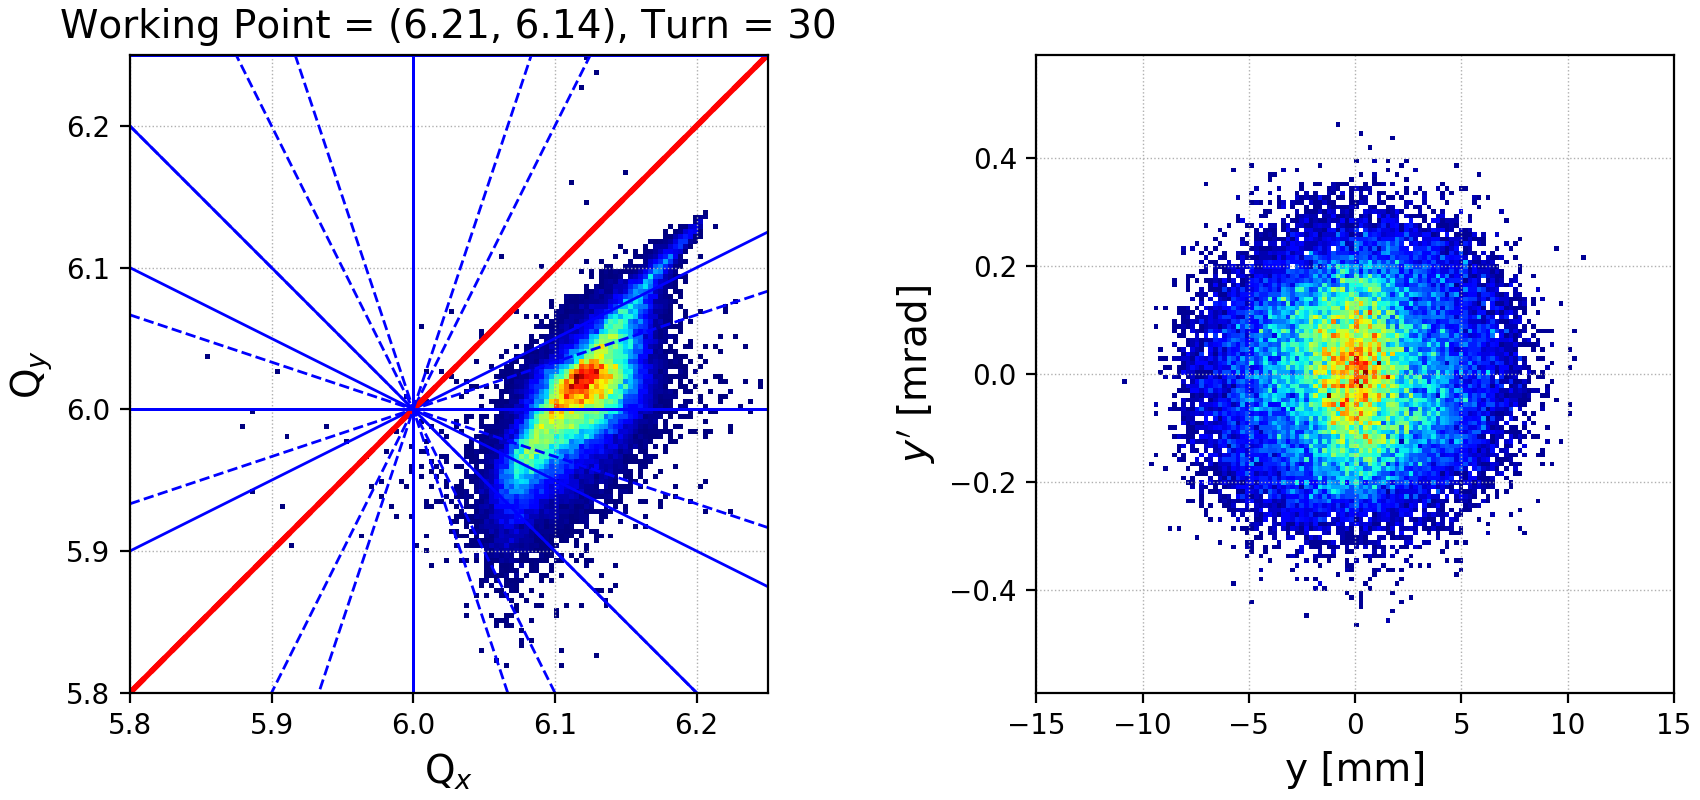 Working Point = (6.21, 6.14), Turn = 30
6.2
6.1
6.0
5.9
5.8
5.8 5.9 6.0 6.1 6.2
Qy
Qx
0.4
0.2
0.0
−0.2
−0.4
−15 −10 −5 0 5 10 15
y′ [mrad]
y [mm]